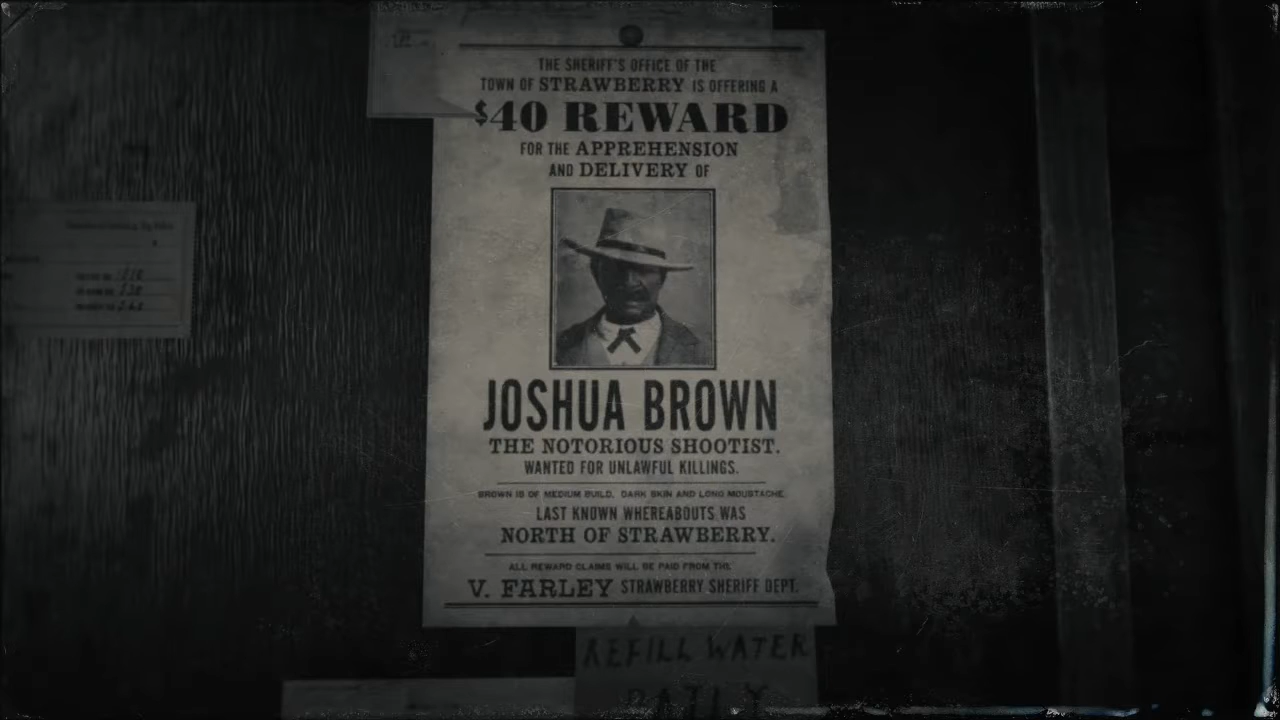 THE SHERIFF'S OFFICE OF THE
TOWN OF STRAWBERRY IS OFFERING A
$40 REWARD
FOR THE APPREHENSION
AND DELIVERY OF
JOSHUA BROWN
THE NOTORIOUS SHOOTIST.
WANTED FOR UNLAWFUL KILLINGS.
BROWN IS OF MEDIUM BUILD, DARK SKIN AND LONG MOUSTACHE.
LAST KNOWN WHEREABOUTS WAS
NORTH OF STRAWBERRY.
ALL REWARD CLAIMS WILL BE PAID FROM THE
V. FARLEY STRAWBERRY SHERIFF DEPT.
REFILL WATER
DAILY